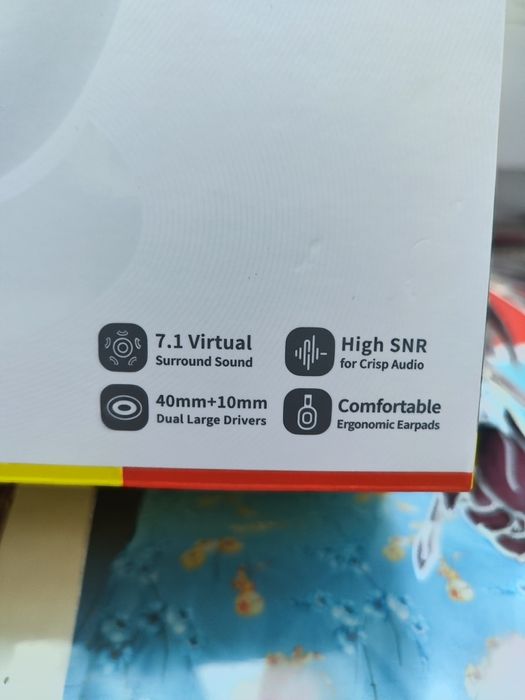 7.1 Virtual
Surround Sound
High SNR
for Crisp Audio
40mm+10mm
Dual Large Drivers
Comfortable
Ergonomic Earpads